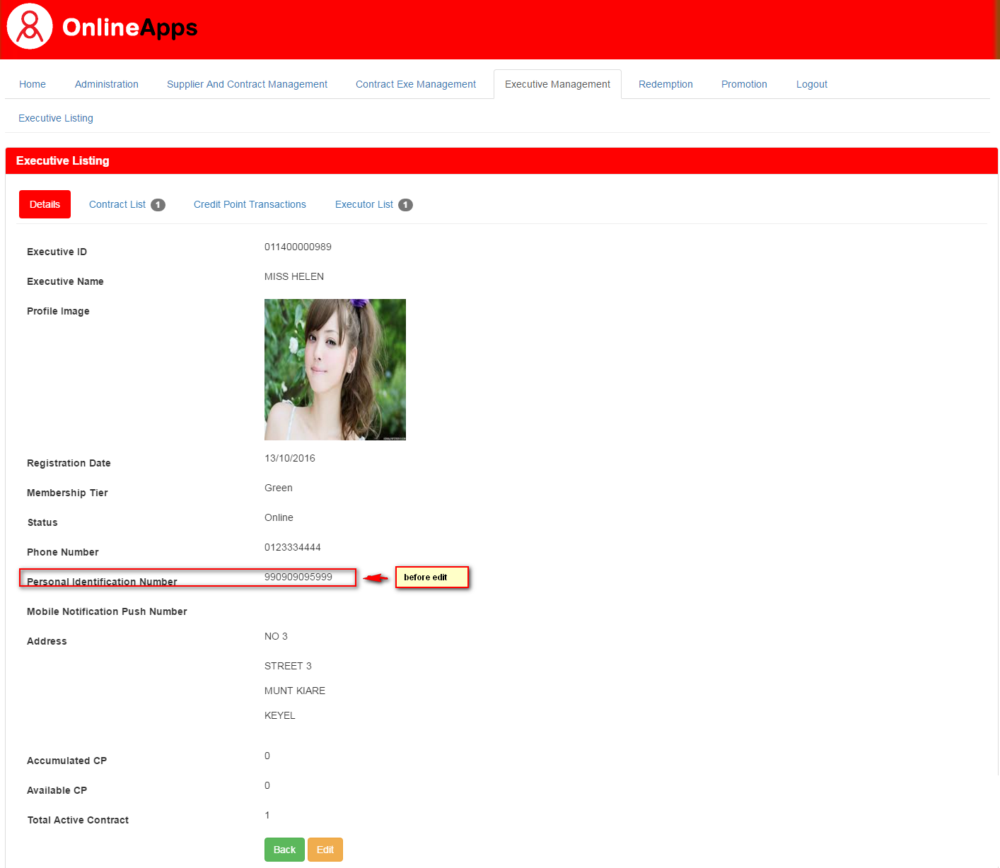 OnlineApps
Home Administration Supplier And Contract Management Contract Exe Management Executive Management Redemption Promotion Logout
Executive Listing
Executive Listing
Details Contract List 1 Credit Point Transactions Executor List 1
Executive ID 011400000989
Executive Name MISS HELEN
Profile Image
Registration Date 13/10/2016
Membership Tier Green
Status Online
Phone Number 0123334444
Personal Identification Number 990909095999 before edit
Mobile Notification Push Number
Address NO 3
STREET 3
MUNT KIARE
KEYEL
Accumulated CP 0
Available CP 0
Total Active Contract 1
Back Edit